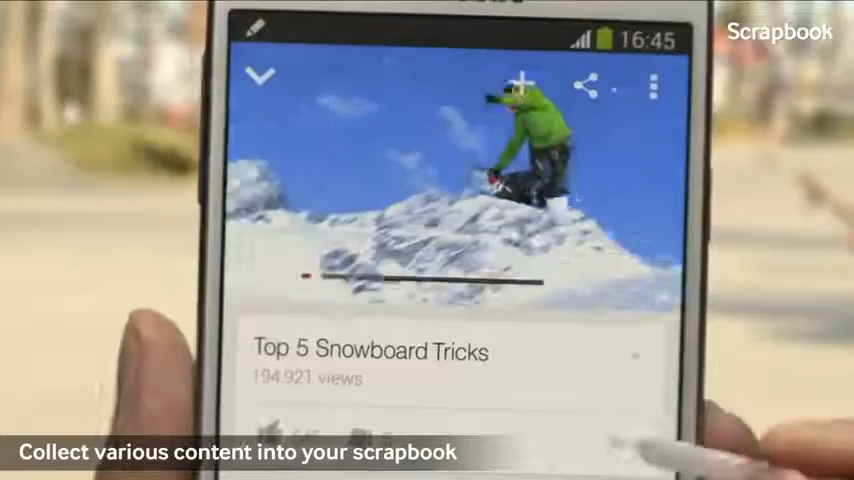 Scrapbook
16:45
Top 5 Snowboard Tricks
194,921 views
Collect various content into your scrapbook